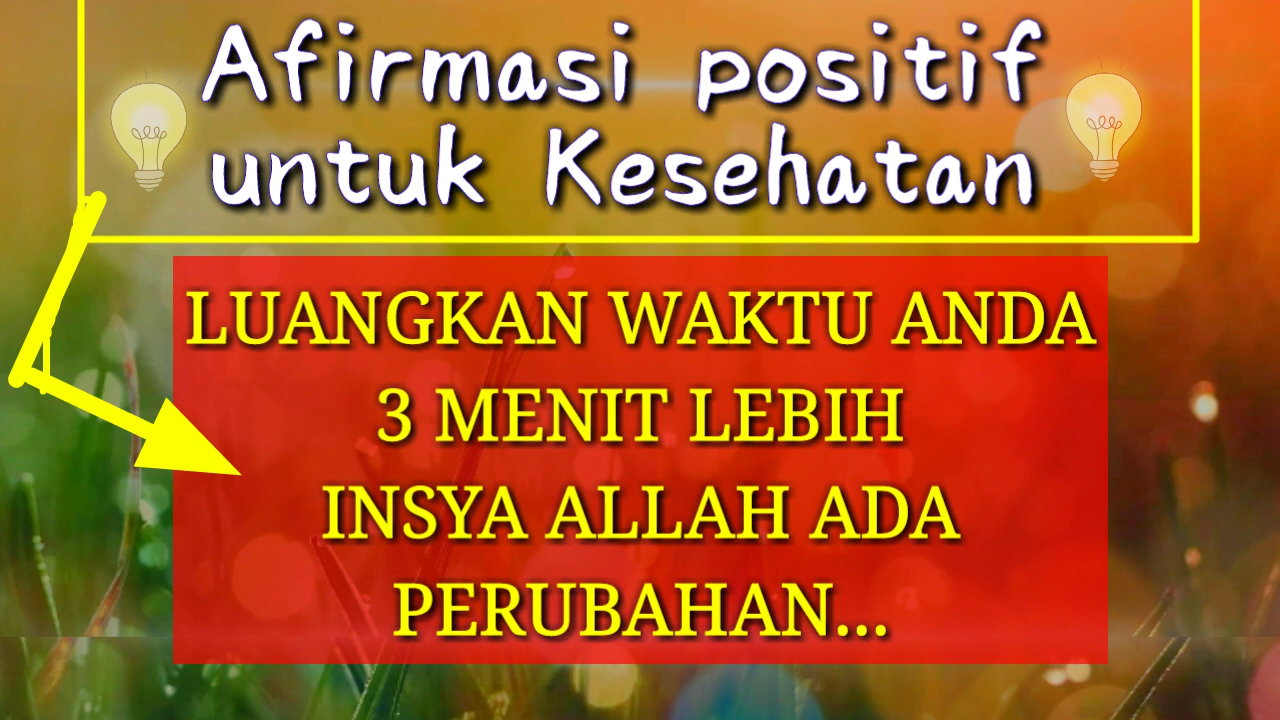 Afirmasi positif
untuk Kesehatan
LUANGKAN WAKTU ANDA
3 MENIT LEBIH
INSYA ALLAH ADA
PERUBAHAN...